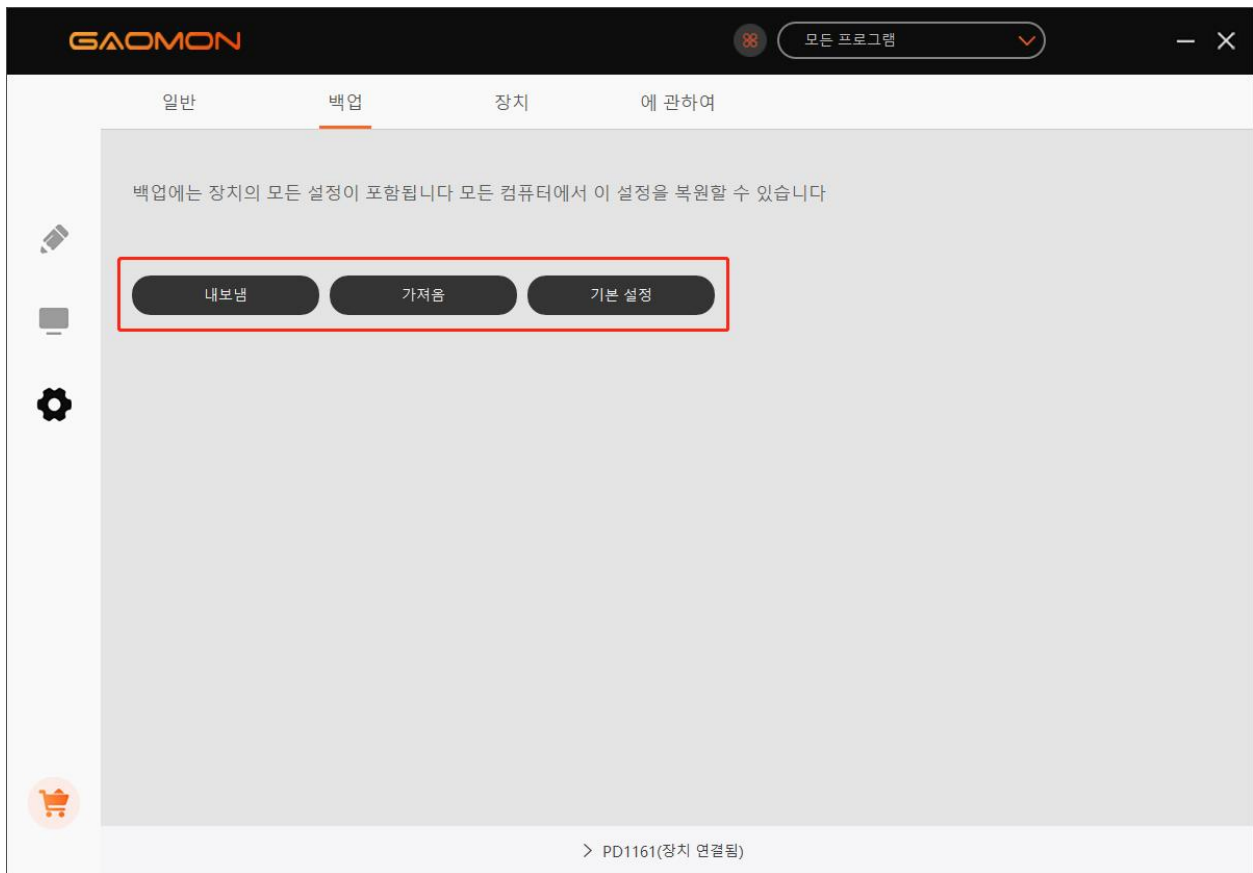 GAOMON
모든 프로그램
일반 백업 장치 에 관하여
백업에는 장치의 모든 설정이 포함됩니다 모든 컴퓨터에서 이 설정을 복원할 수 있습니다
내보냄 가져옴 기본 설정
> PD1161(장치 연결됨)